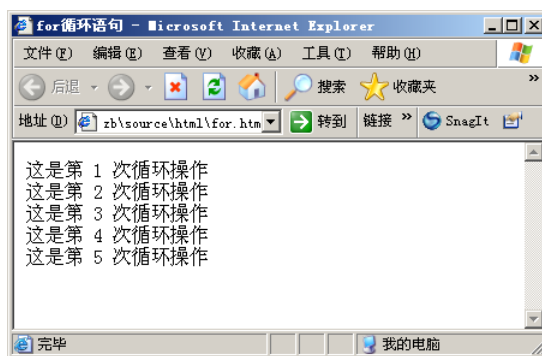 for循环语句 - Microsoft Internet Explorer
文件(F) 编辑(E) 查看(V) 收藏(A) 工具(T) 帮助(H)
后退 搜索 收藏夹 »
地址(D) zb\source\html\for.htm 转到 链接 » SnagIt
这是第 1 次循环操作
这是第 2 次循环操作
这是第 3 次循环操作
这是第 4 次循环操作
这是第 5 次循环操作
完毕 我的电脑